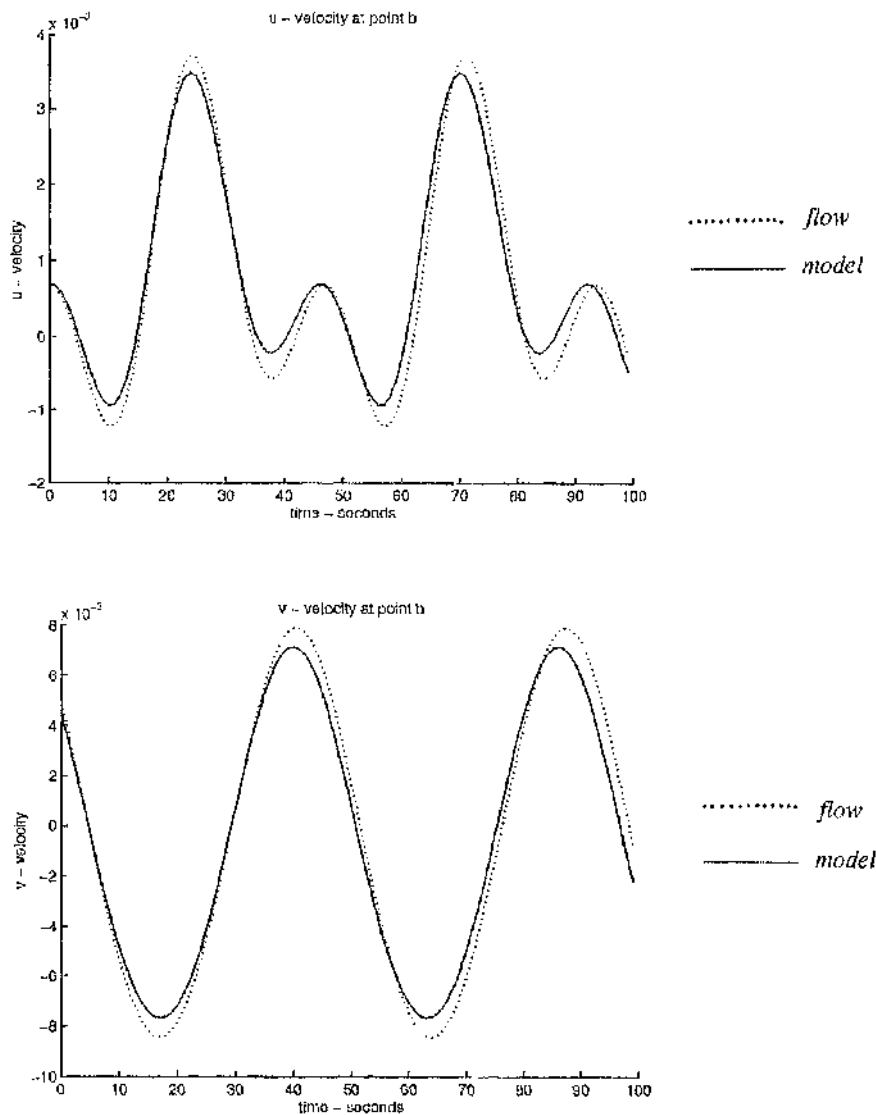 × 10⁻³
u – velocity at point b
4
3
2
1
0
–1
–2
u – velocity
0 10 20 30 40 50 60 70 80 90 100
time – seconds
flow
model
× 10⁻³
v – velocity at point b
8
6
4
2
0
–2
–4
–6
–8
–10
v – velocity
0 10 20 30 40 50 60 70 80 90 100
time – seconds
flow
model